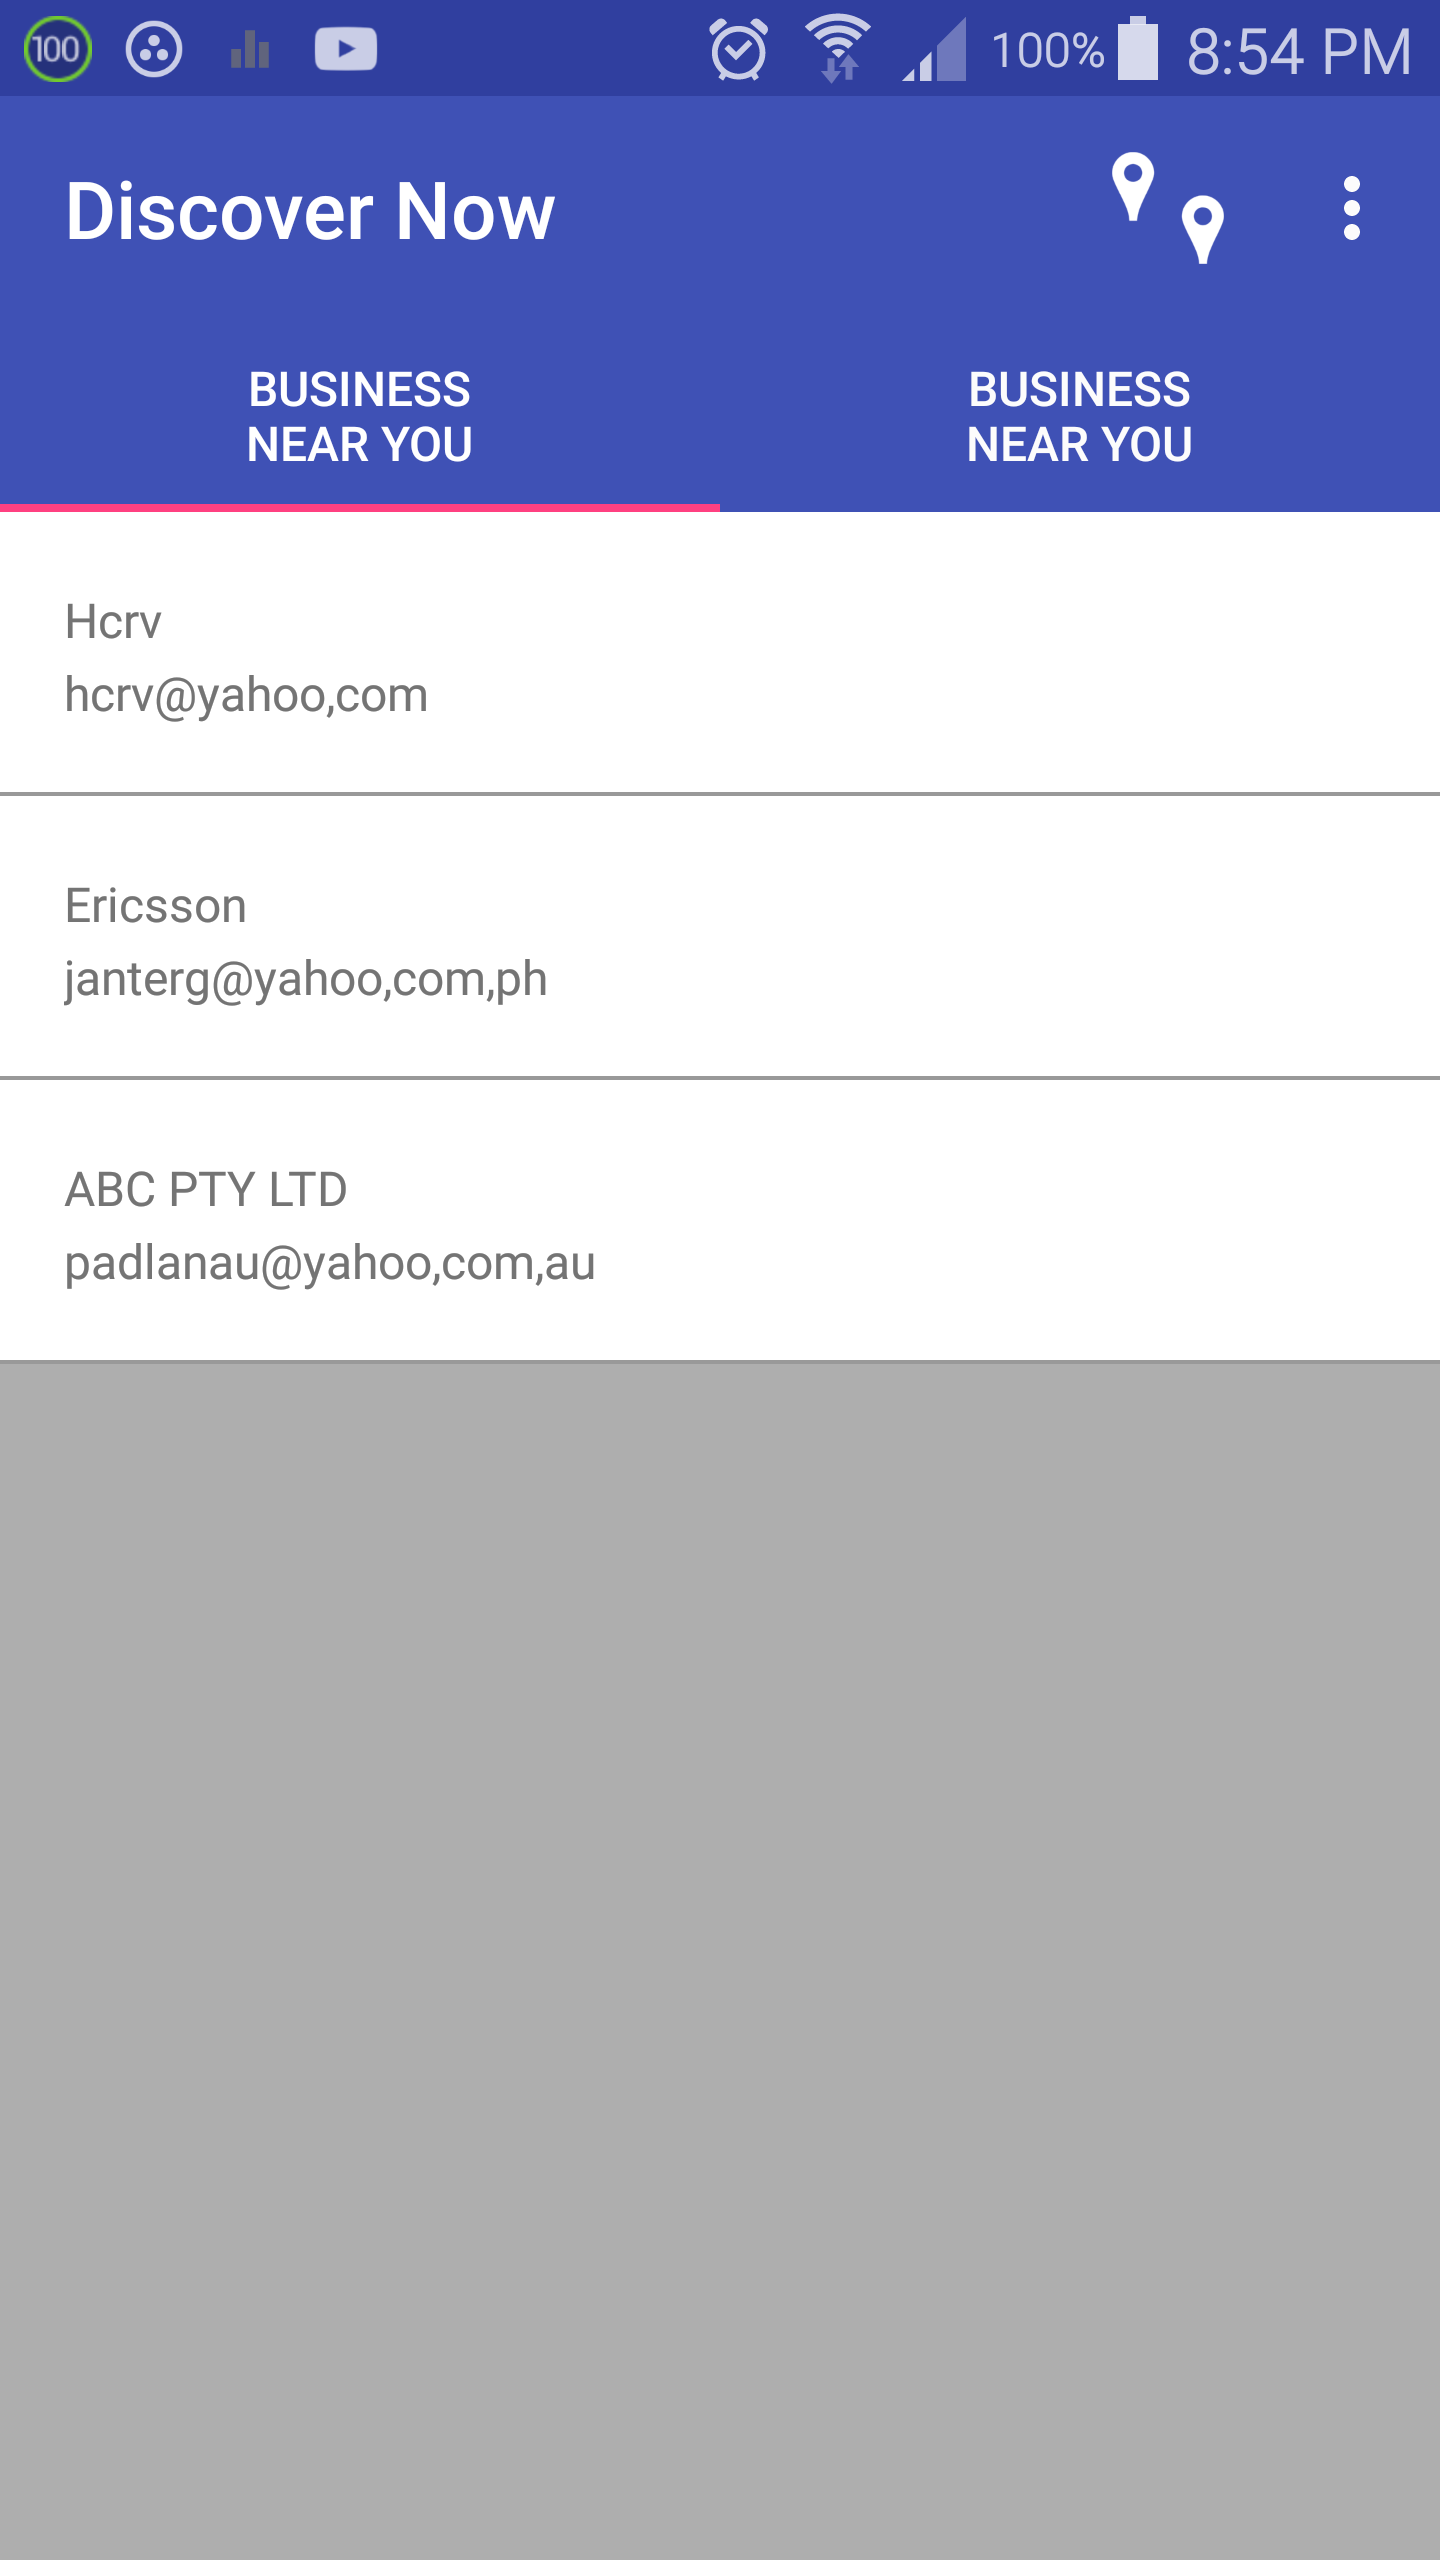 100
100%
8:54 PM
Discover Now
BUSINESS
NEAR YOU
BUSINESS
NEAR YOU
Hcrv
hcrv@yahoo,com
Ericsson
janterg@yahoo,com,ph
ABC PTY LTD
padlanau@yahoo,com,au